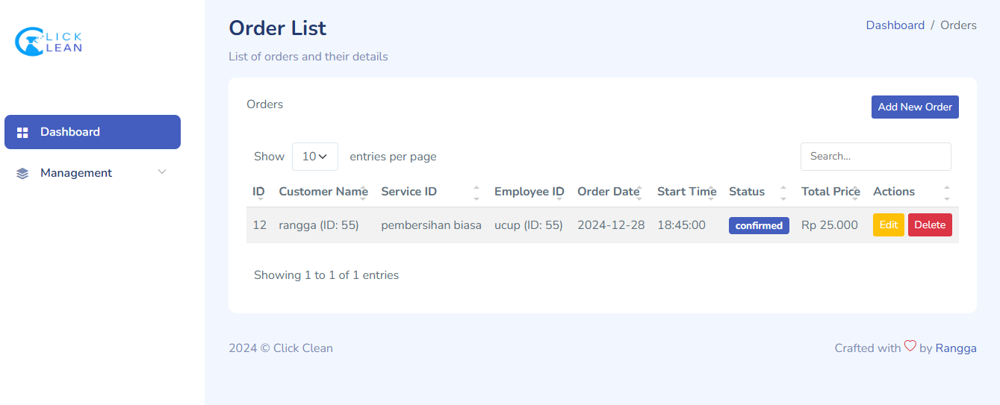 CLICK
CLEAN
Dashboard
Management
Order List
Dashboard / Orders
List of orders and their details
Orders
Add New Order
Show 10 entries per page
Search...
ID Customer Name Service ID Employee ID Order Date Start Time Status Total Price Actions
12 rangga (ID: 55) pembersihan biasa ucup (ID: 55) 2024-12-28 18:45:00 confirmed Rp 25.000 Edit Delete
Showing 1 to 1 of 1 entries
2024 © Click Clean
Crafted with ♡ by Rangga